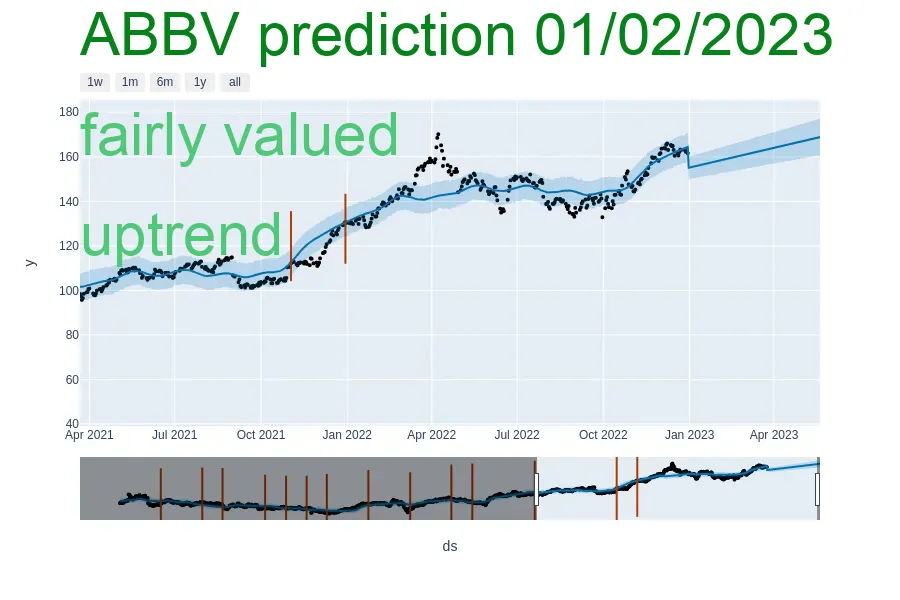 ABBV prediction 01/02/2023
1w 1m 6m 1y all
180
fairly valued
160
140
uptrend
120
y
100
80
60
40
Apr 2021 Jul 2021 Oct 2021 Jan 2022 Apr 2022 Jul 2022 Oct 2022 Jan 2023 Apr 2023
ds